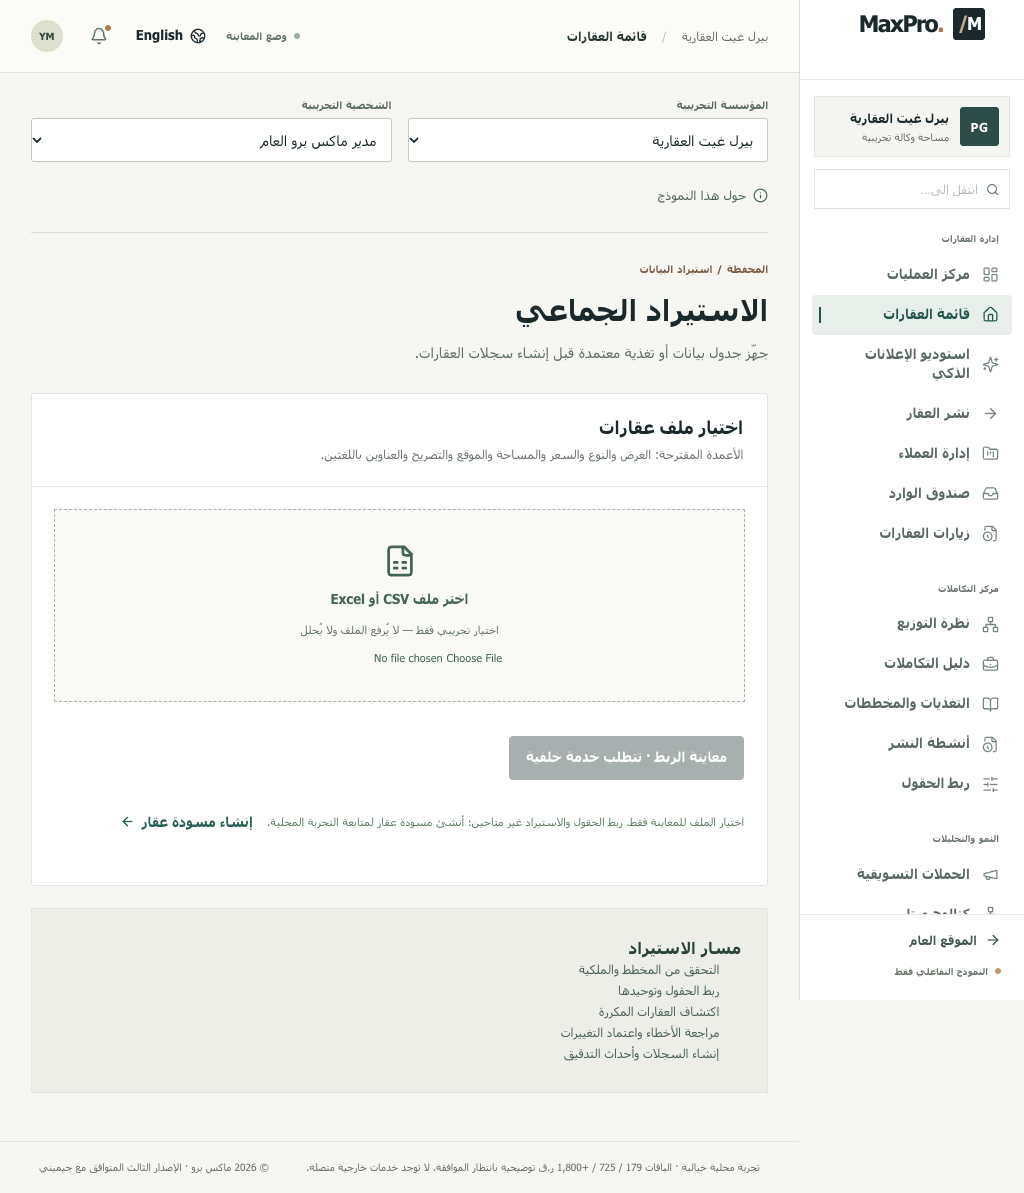 MaxPro.
/M
بيرل غيت العقارية
مساحة وكالة تجريبية
PG
انتقل إلى...
إدارة العقارات
مركز العمليات
قائمة العقارات
استوديو الإعلانات
الذكي
نشر العقار
إدارة العملاء
صندوق الوارد
زيارات العقارات
مركز التكاملات
نظرة التوزيع
دليل التكاملات
التغذيات والمخططات
أنشطة النشر
ربط الحقول
النمو والتحليلات
الحملات التسويقية
الموقع العام
النموذج التفاعلي فقط
بيرل غيت العقارية / قائمة العقارات
وضع المعاينة
English
YM
المؤسسة التجريبية
بيرل غيت العقارية
الشخصية التجريبية
مدير ماكس برو العام
حول هذا النموذج
المحفظة / استيراد البيانات
الاستيراد الجماعي
جهّز جدول بيانات أو تغذية معتمدة قبل إنشاء سجلات العقارات.
اختيار ملف عقارات
الأعمدة المقترحة: الغرض والنوع والسعر والمساحة والموقع والتصريح والعناوين باللغتين.
اختر ملف CSV أو Excel
اختيار تجريبي فقط — لا يُرفع الملف ولا يُحلل
Choose File No file chosen
معاينة الربط · تتطلب خدمة خلفية
اختيار الملف للمعاينة فقط. ربط الحقول والاستيراد غير متاحين؛ أنشئ مسودة عقار لمتابعة التجربة المحلية.
إنشاء مسودة عقار
مسار الاستيراد
التحقق من المخطط والملكية
ربط الحقول وتوحيدها
اكتشاف العقارات المكررة
مراجعة الأخطاء واعتماد التغييرات
إنشاء السجلات وأحداث التدقيق
تجربة محلية خيالية · الباقات 179 / 725 / +1,800 ر.ق توضيحية بانتظار الموافقة. لا توجد خدمات خارجية متصلة.
© 2026 ماكس برو · الإصدار الثالث المتوافق مع جيميني